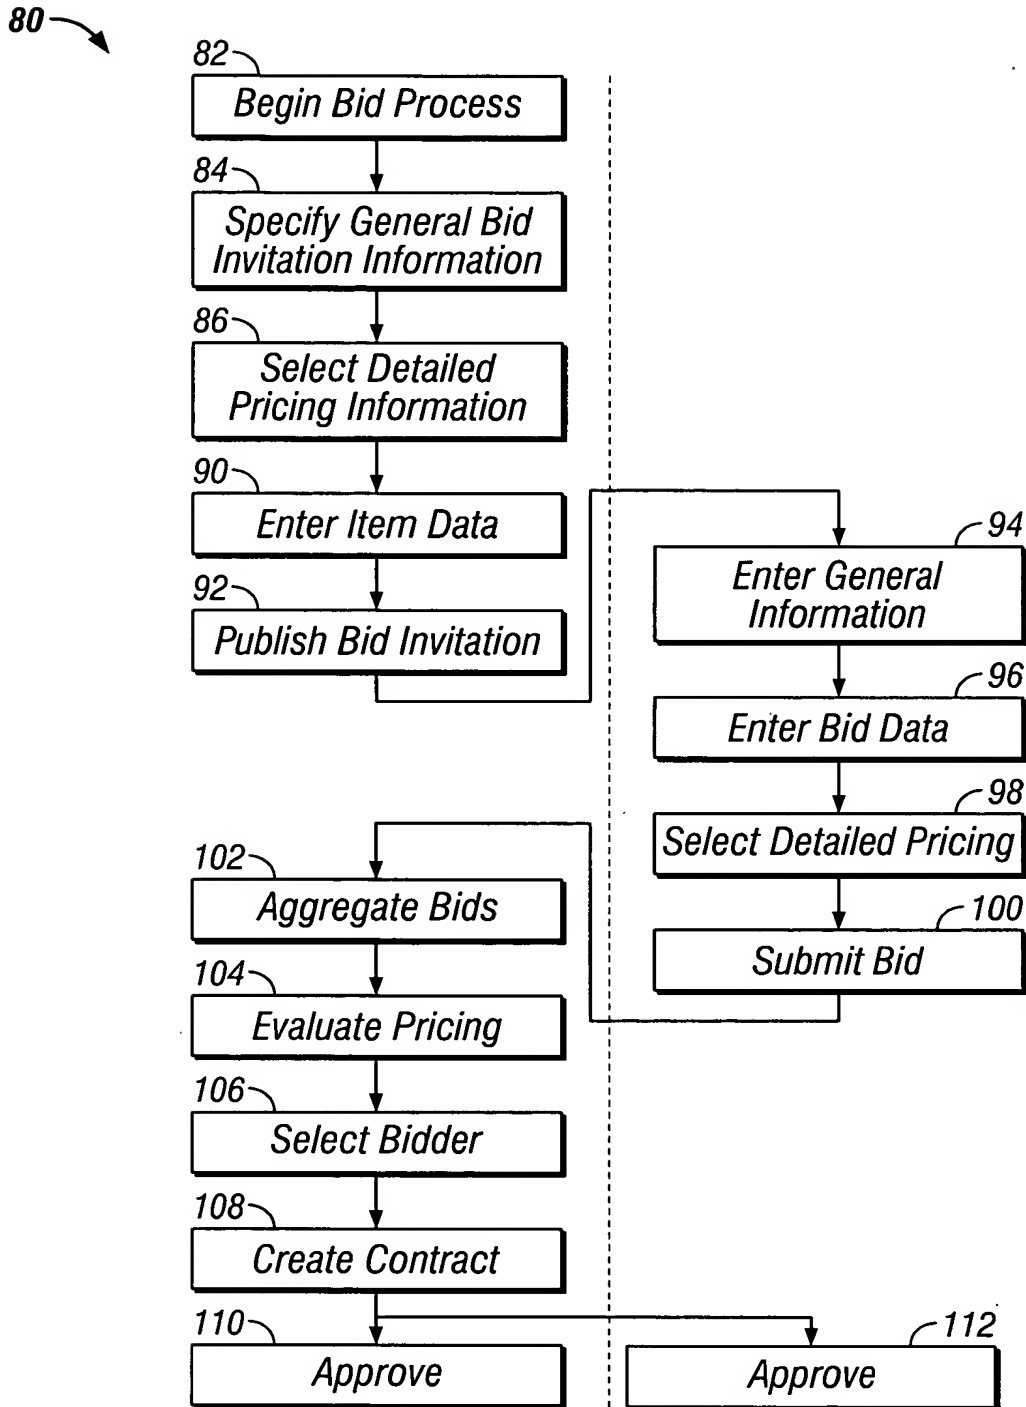 80
82
Begin Bid Process
84
Specify General Bid
Invitation Information
86
Select Detailed
Pricing Information
90
Enter Item Data
92
Publish Bid Invitation
94
Enter General
Information
96
Enter Bid Data
98
Select Detailed Pricing
100
Submit Bid
102
Aggregate Bids
104
Evaluate Pricing
106
Select Bidder
108
Create Contract
110
Approve
112
Approve